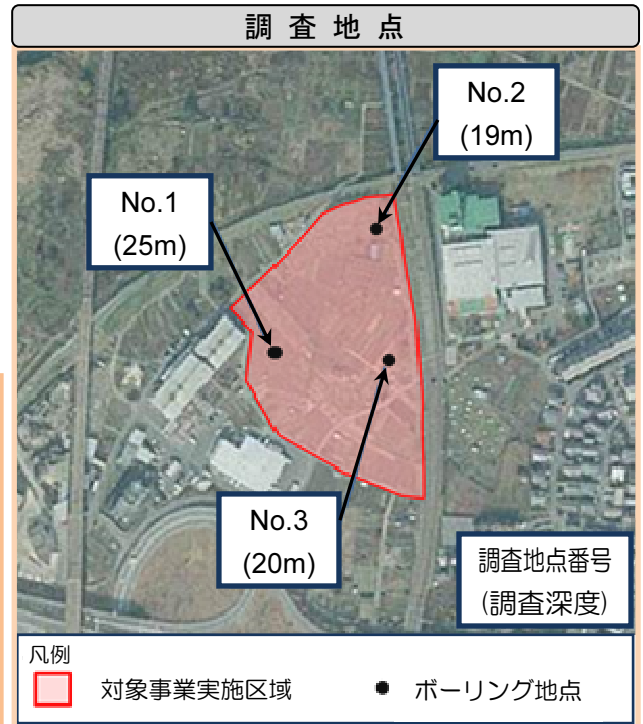 調査地点
No.2
(19m)
No.1
(25m)
No.3
(20m)
調査地点番号
(調査深度)
凡例
対象事業実施区域
ボーリング地点